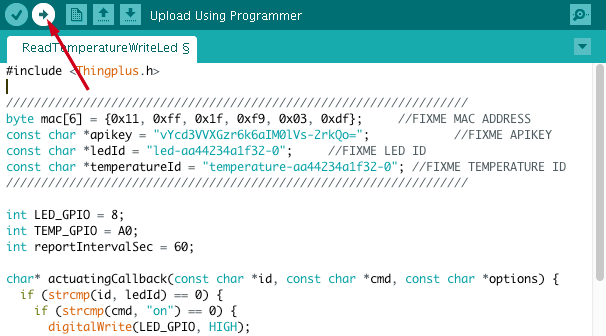 Upload Using Programmer
ReadTemperatureWriteLed §
#include <Thingplus.h>
//////////////////////////////////////////////////////////////////
byte mac[6] = {0x11, 0xff, 0x1f, 0xf9, 0x03, 0xdf};     //FIXME MAC ADDRESS
const char *apikey = "vYcd3VVXGzr6k6aIM0lVs-2rkQo=";            //FIXME APIKEY
const char *ledId = "led-aa44234a1f32-0";     //FIXME LED ID
const char *temperatureId = "temperature-aa44234a1f32-0"; //FIXME TEMPERATURE ID
//////////////////////////////////////////////////////////////////
int LED_GPIO = 8;
int TEMP_GPIO = A0;
int reportIntervalSec = 60;
char* actuatingCallback(const char *id, const char *cmd, const char *options) {
  if (strcmp(id, ledId) == 0) {
    if (strcmp(cmd, "on") == 0) {
      digitalWrite(LED_GPIO, HIGH);